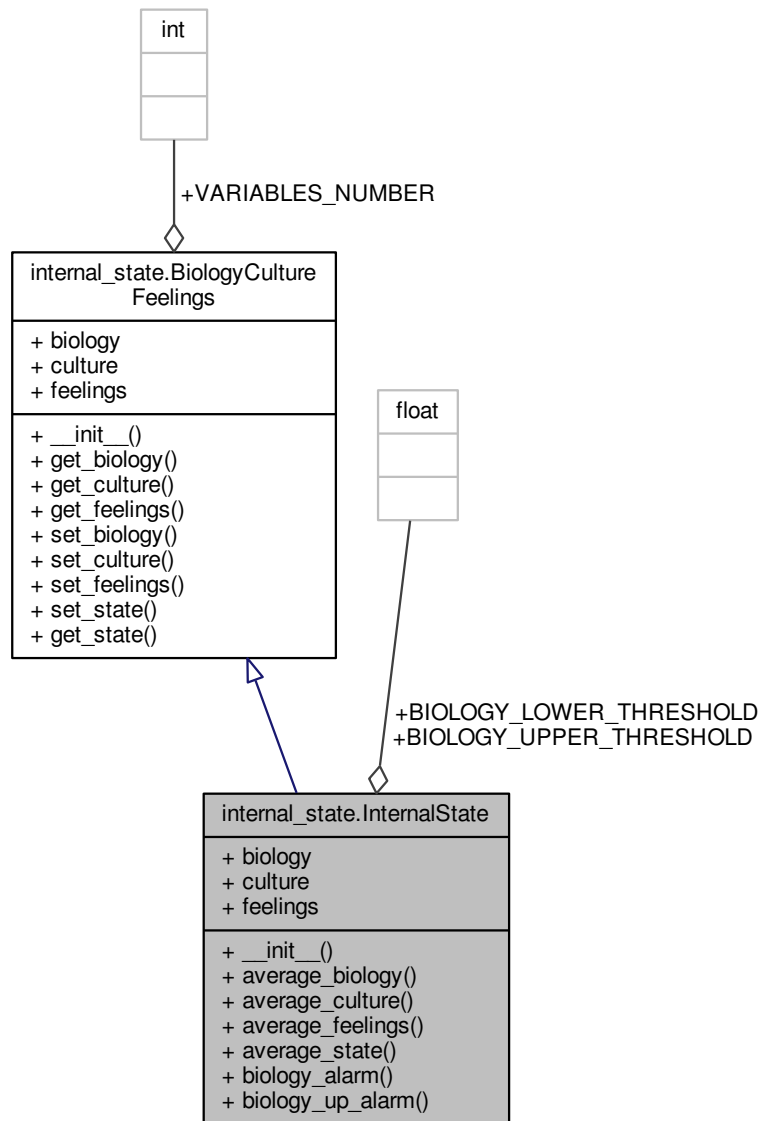 int
+VARIABLES_NUMBER
internal_state.BiologyCulture
Feelings
+ biology
+ culture
+ feelings
+ __init__()
+ get_biology()
+ get_culture()
+ get_feelings()
+ set_biology()
+ set_culture()
+ set_feelings()
+ set_state()
+ get_state()
float
+BIOLOGY_LOWER_THRESHOLD
+BIOLOGY_UPPER_THRESHOLD
internal_state.InternalState
+ biology
+ culture
+ feelings
+ __init__()
+ average_biology()
+ average_culture()
+ average_feelings()
+ average_state()
+ biology_alarm()
+ biology_up_alarm()